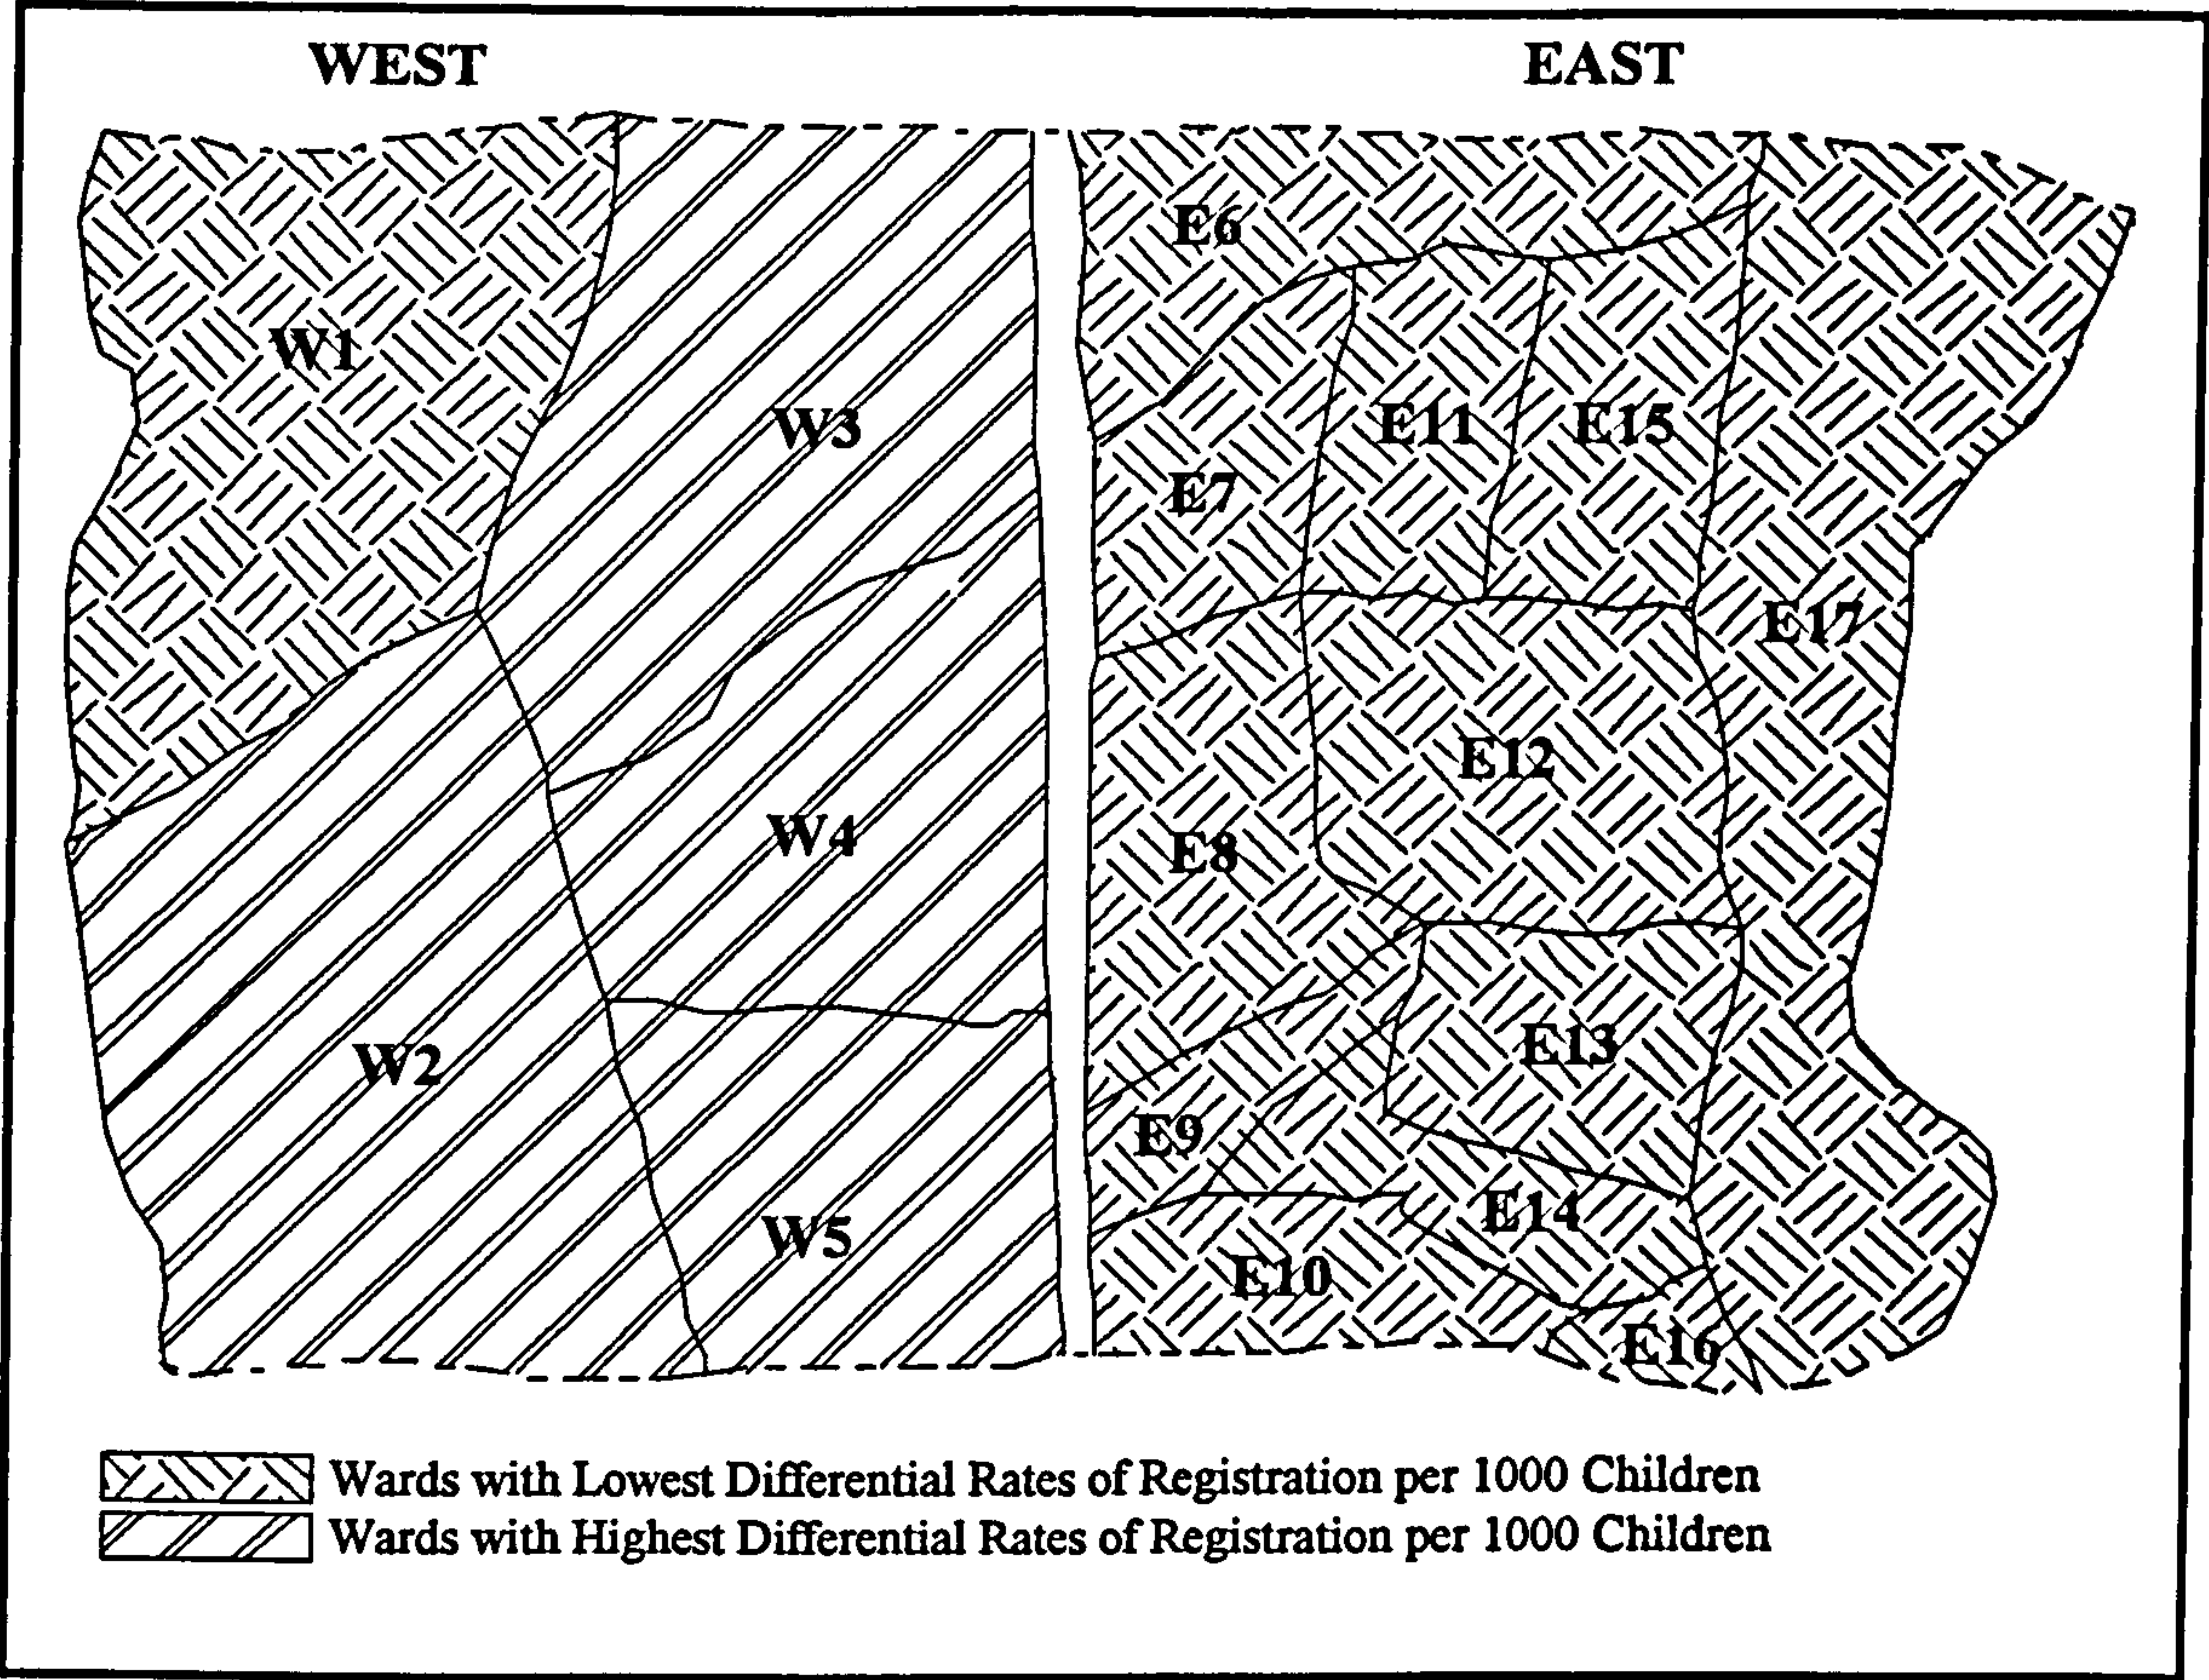 WEST
EAST
E6
W1
W3
E11
E15
E7
E17
E12
W4
E8
E13
W2
E9
E14
W5
E10
E16
Wards with Lowest Differential Rates of Registration per 1000 Children
Wards with Highest Differential Rates of Registration per 1000 Children